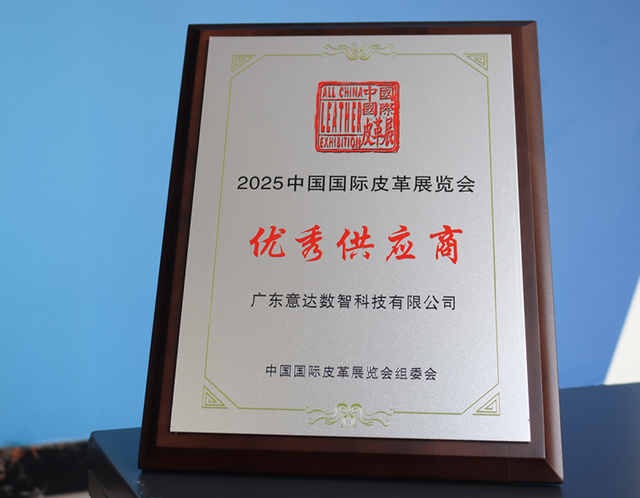 ALL CHINA
LEATHER
EXHIBITION
中國國際
皮革展
2025中国国际皮革展览会
优秀供应商
广东意达数智科技有限公司
中国国际皮革展览会组委会